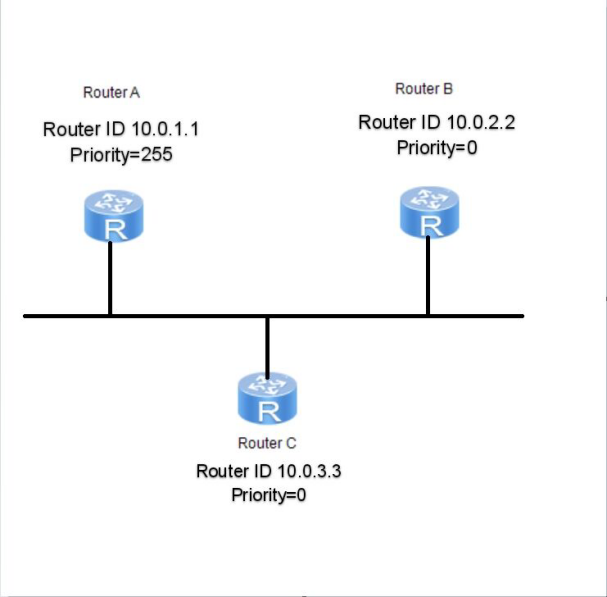 Router A
Router ID 10.0.1.1
Priority=255
R
Router B
Router ID 10.0.2.2
Priority=0
R
R
Router C
Router ID 10.0.3.3
Priority=0